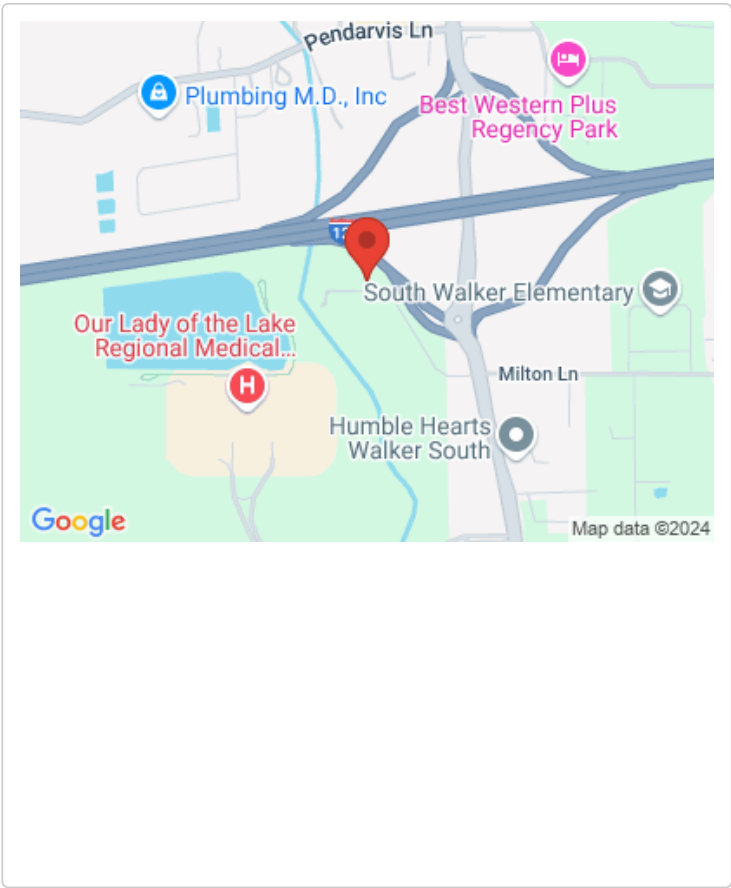 Pendarvis Ln
Plumbing M.D., Inc
Best Western Plus
Regency Park
South Walker Elementary
Our Lady of the Lake
Regional Medical...
H
Milton Ln
Humble Hearts
Walker South
Google
Map data ©2024